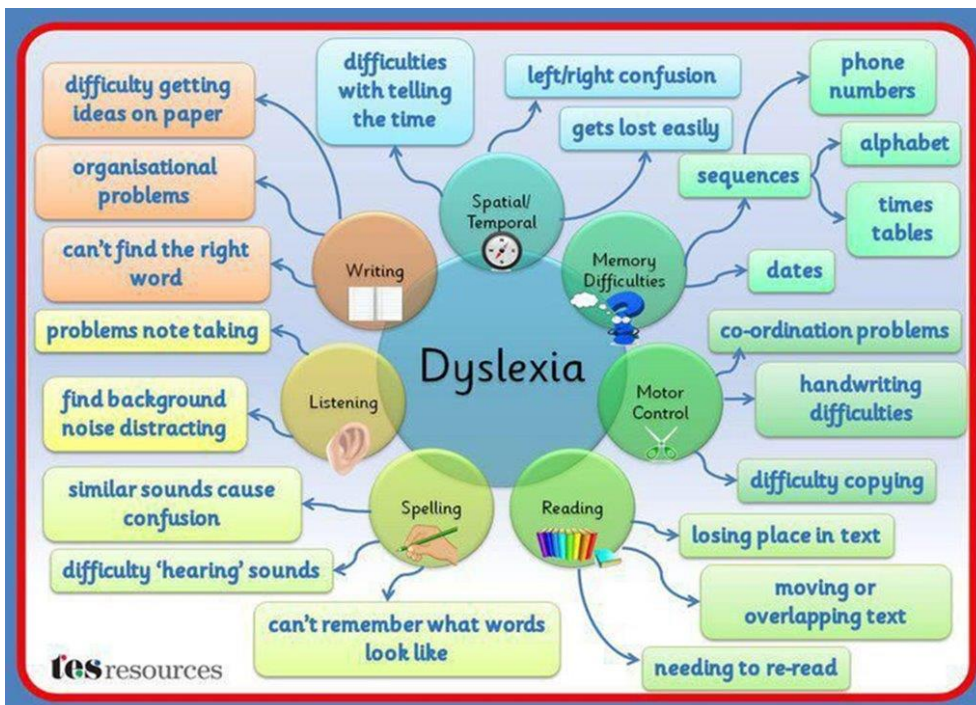 Dyslexia
Spatial/
Temporal
difficulties
with telling
the time
left/right confusion
gets lost easily
Memory
Difficulties
sequences
phone
numbers
alphabet
times
tables
dates
Motor
Control
co-ordination problems
handwriting
difficulties
difficulty copying
Reading
losing place in text
moving or
overlapping text
needing to re-read
Spelling
similar sounds cause
confusion
difficulty 'hearing' sounds
can't remember what words
look like
Listening
problems note taking
find background
noise distracting
Writing
difficulty getting
ideas on paper
organisational
problems
can't find the right
word
tes resources